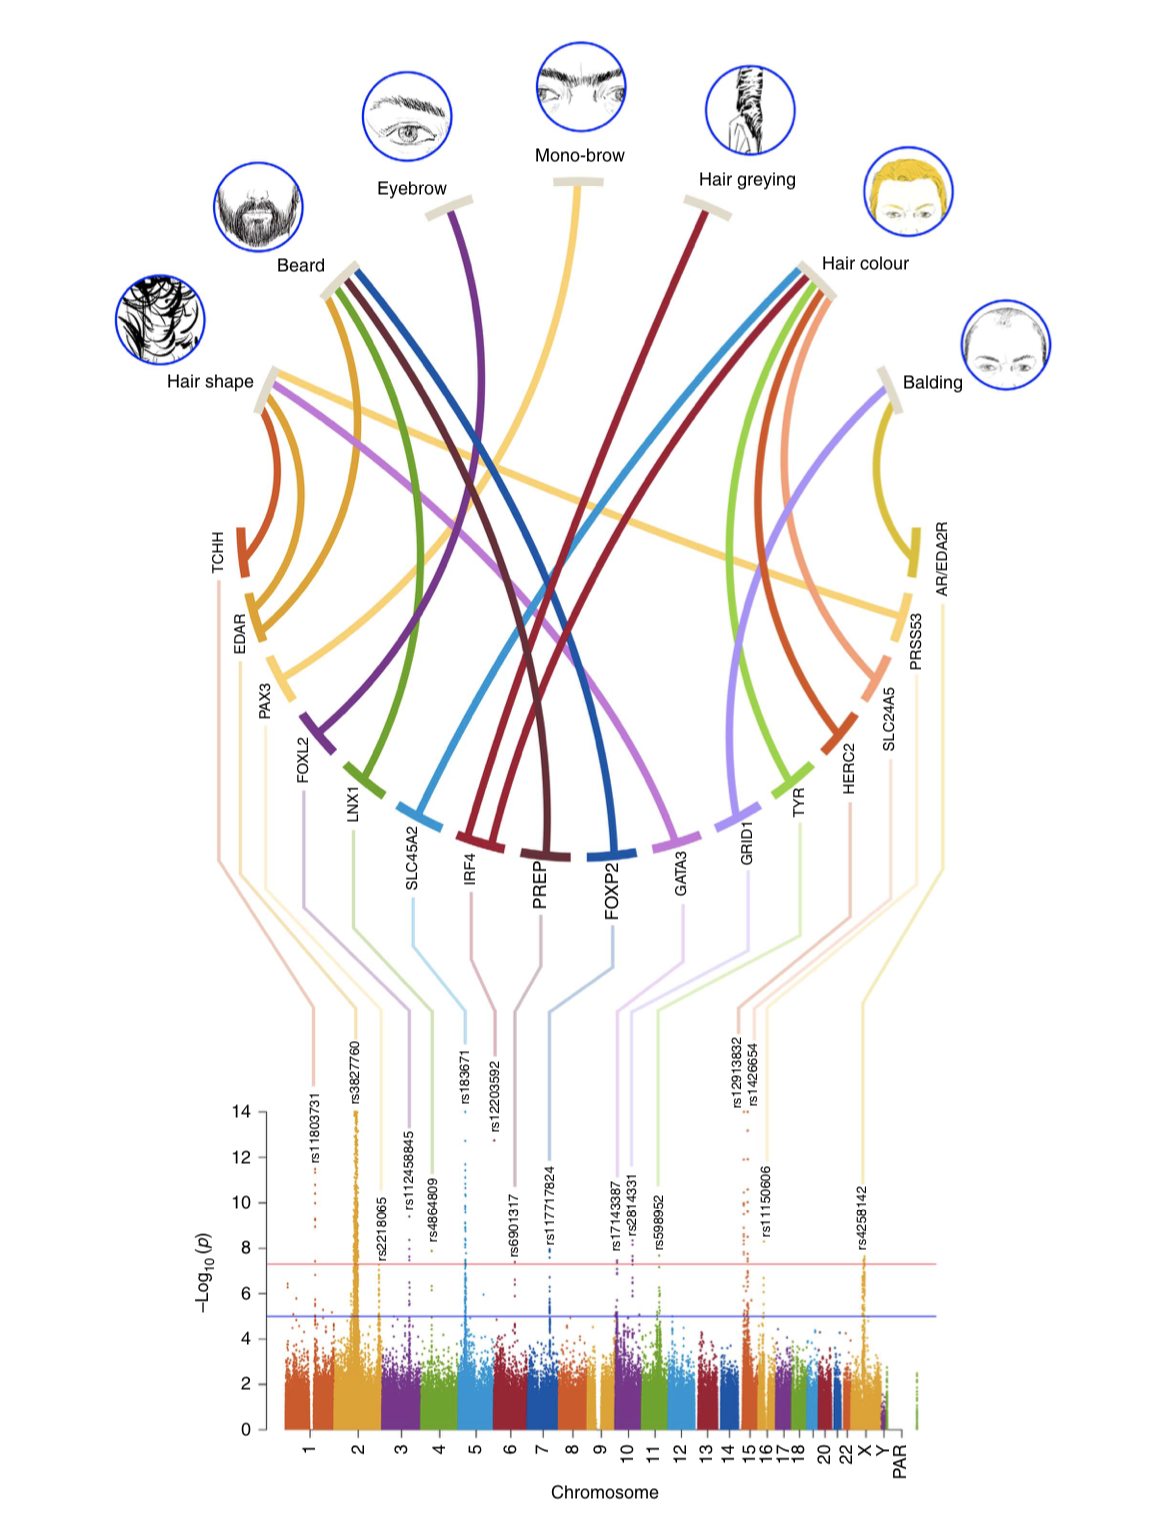 Mono-brow
Hair greying
Eyebrow
Beard
Hair colour
Hair shape
Balding
TCHH
EDAR
PAX3
FOXL2
LNX1
SLC45A2
IRF4
PREP
FOXP2
GATA3
GRID1
TYR
HERC2
SLC24A5
PRSS53
AR/EDA2R
rs11803731
rs3827760
rs2218065
rs112458845
rs4864809
rs183671
rs12203592
rs6901317
rs117717824
rs17143387
rs2814331
rs598952
rs12913832
rs1426654
rs11150606
rs4258142
–Log10 (p)
14
12
10
8
6
4
2
0
1
2
3
4
5
6
7
8
9
10
11
12
13
14
15
16
17
18
20
22
X
Y
PAR
Chromosome